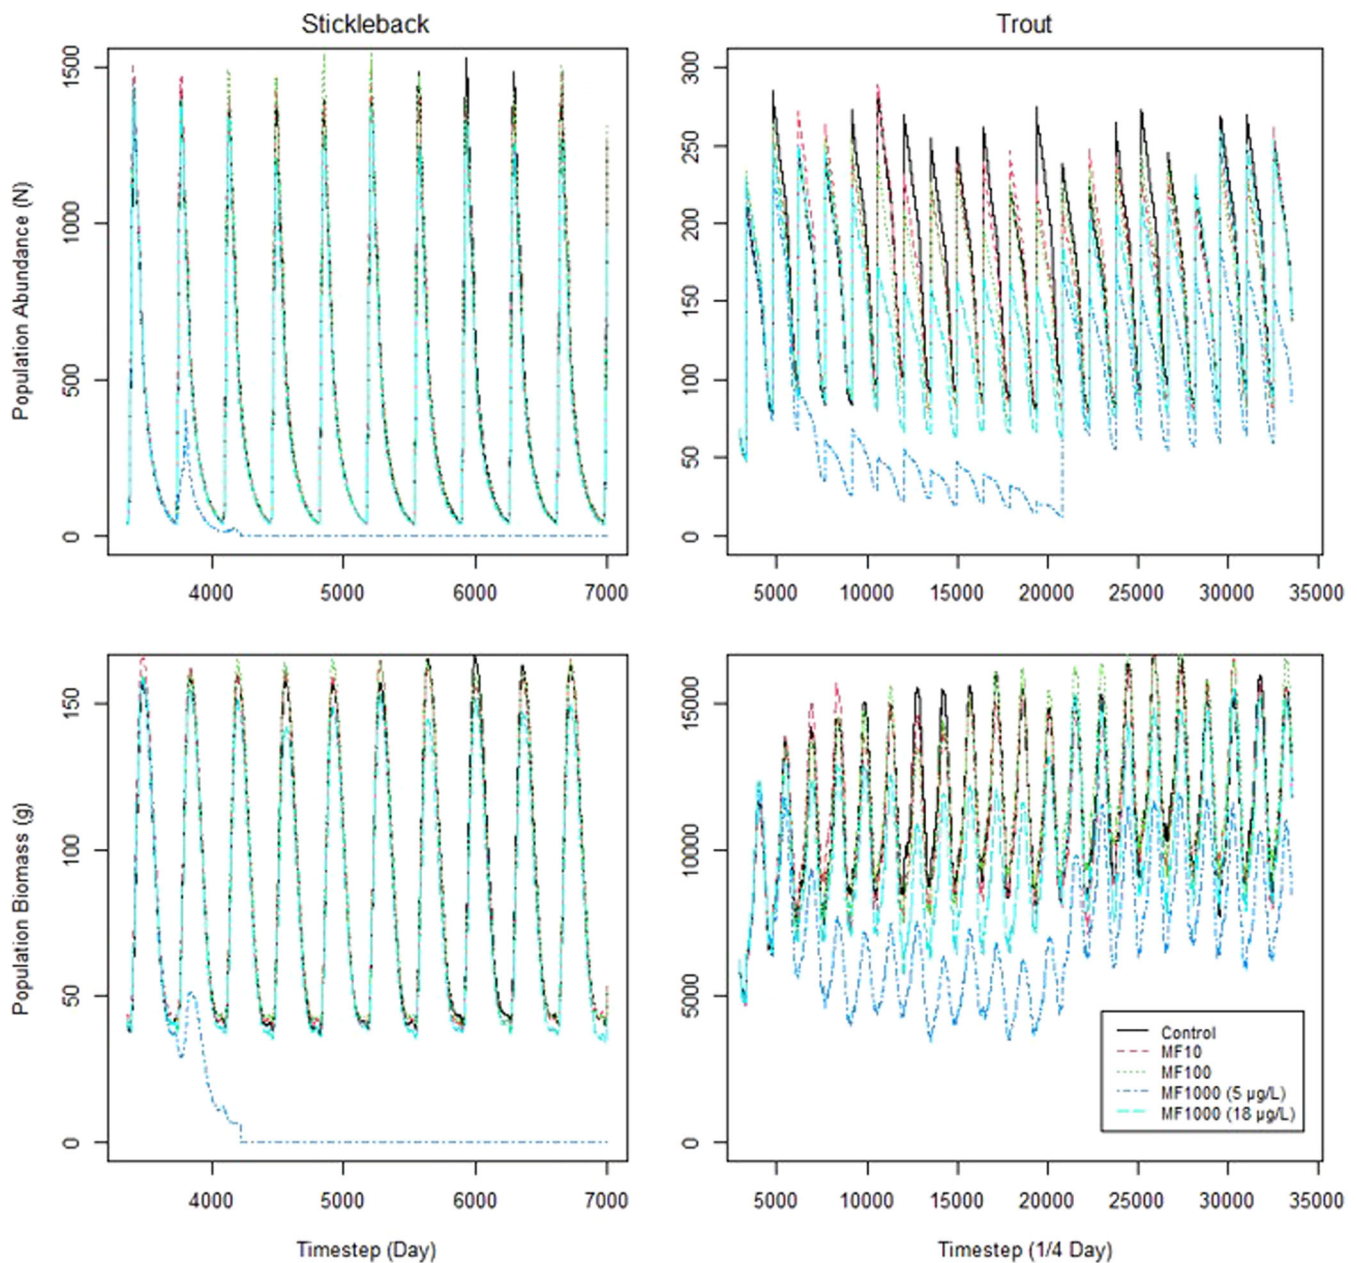 Stickleback
Trout
Population Abundance (N)
0 500 1000 1500
4000 5000 6000 7000
0 50 100 150 200 250 300
5000 10000 15000 20000 25000 30000 35000
Population Biomass (g)
0 50 100 150
4000 5000 6000 7000
Timestep (Day)
0 5000 10000 15000
5000 10000 15000 20000 25000 30000 35000
Timestep (1/4 Day)
Control
MF10
MF100
MF1000 (5 µg/L)
MF1000 (18 µg/L)